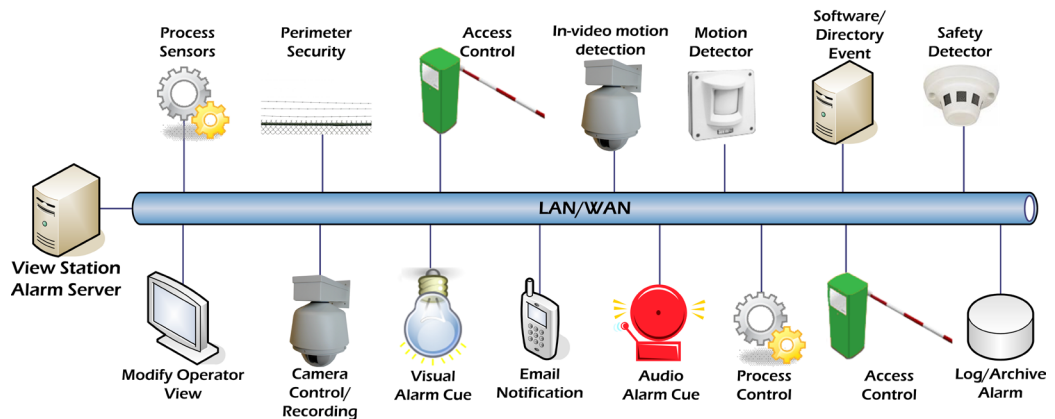 Process
Sensors
Perimeter
Security
Access
Control
In-video motion
detection
Motion
Detector
Software/
Directory
Event
Safety
Detector
LAN/WAN
View Station
Alarm Server
Modify Operator
View
Camera
Control/
Recording
Visual
Alarm Cue
Email
Notification
Audio
Alarm Cue
Process
Control
Access
Control
Log/Archive
Alarm